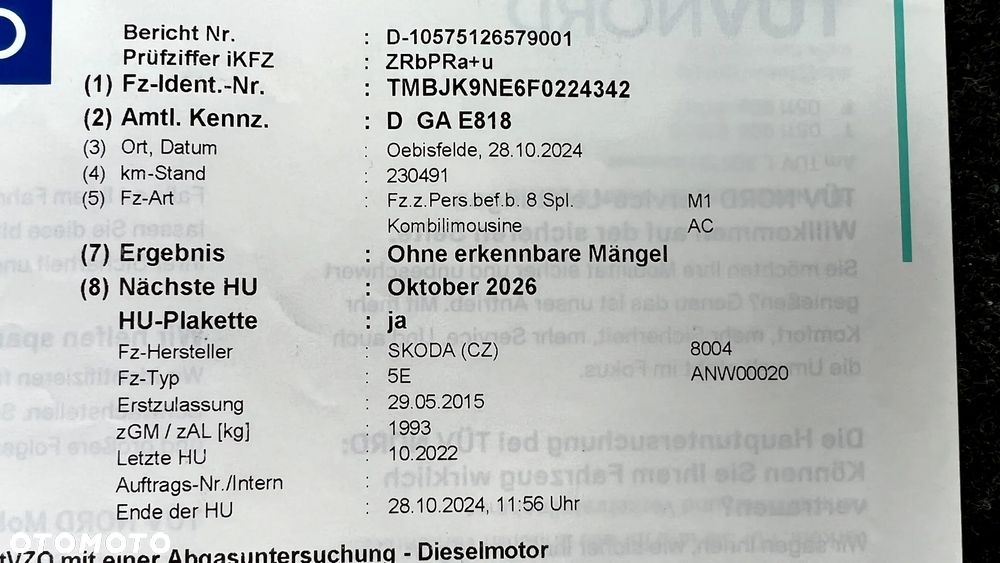 Bericht Nr. : D-10575126579001
Prüfziffer iKFZ : ZRbPRa+u
(1) Fz-Ident.-Nr. : TMBJK9NE6F0224342
(2) Amtl. Kennz. : D GA E818
(3) Ort, Datum : Oebisfelde, 28.10.2024
(4) km-Stand : 230491
(5) Fz-Art : Fz.z.Pers.bef.b. 8 Spl. M1
Kombilimousine AC
(7) Ergebnis : Ohne erkennbare Mängel
(8) Nächste HU : Oktober 2026
HU-Plakette : ja
Fz-Hersteller : SKODA (CZ) 8004
Fz-Typ : 5E ANW00020
Erstzulassung : 29.05.2015
zGM / zAL [kg] : 1993
Letzte HU : 10.2022
Auftrags-Nr./Intern :
Ende der HU : 28.10.2024, 11:56 Uhr
tVZO mit einer Abgasuntersuchung - Dieselmotor
OTOMOTO